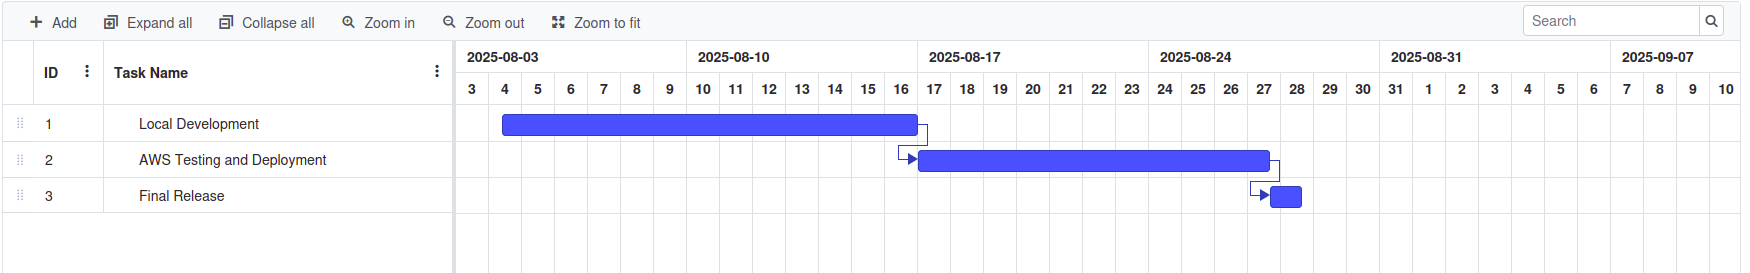 Add Expand all Collapse all Zoom in Zoom out Zoom to fit Search
ID Task Name 2025-08-03 2025-08-10 2025-08-17 2025-08-24 2025-08-31 2025-09-07
3 4 5 6 7 8 9 10 11 12 13 14 15 16 17 18 19 20 21 22 23 24 25 26 27 28 29 30 31 1 2 3 4 5 6 7 8 9 10
1 Local Development
2 AWS Testing and Deployment
3 Final Release